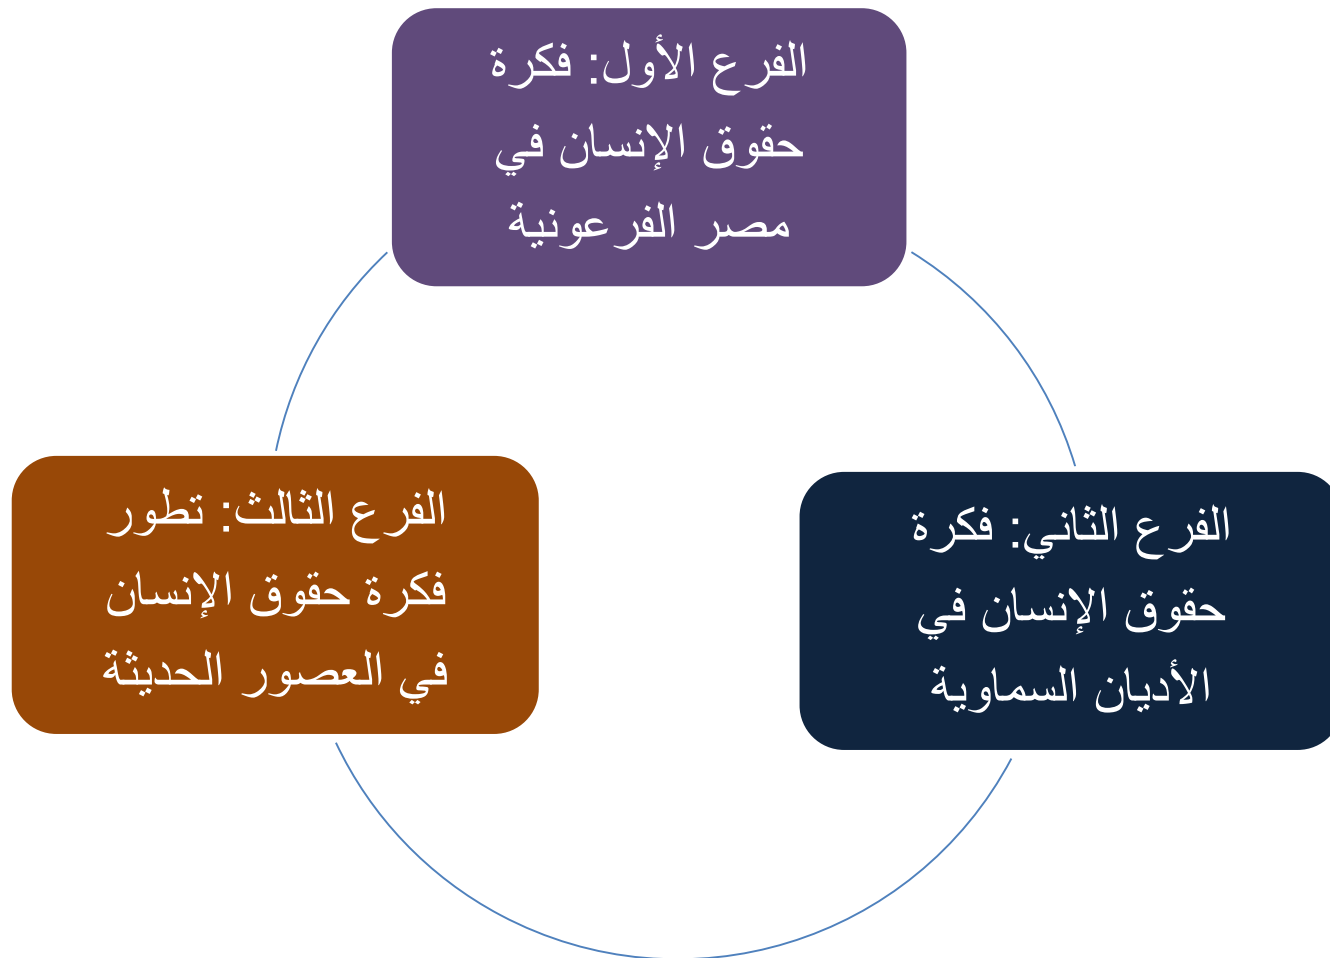 الفرع الأول: فكرة
حقوق الإنسان في
مصر الفرعونية
الفرع الثاني: فكرة
حقوق الإنسان في
الأديان السماوية
الفرع الثالث: تطور
فكرة حقوق الإنسان
في العصور الحديثة